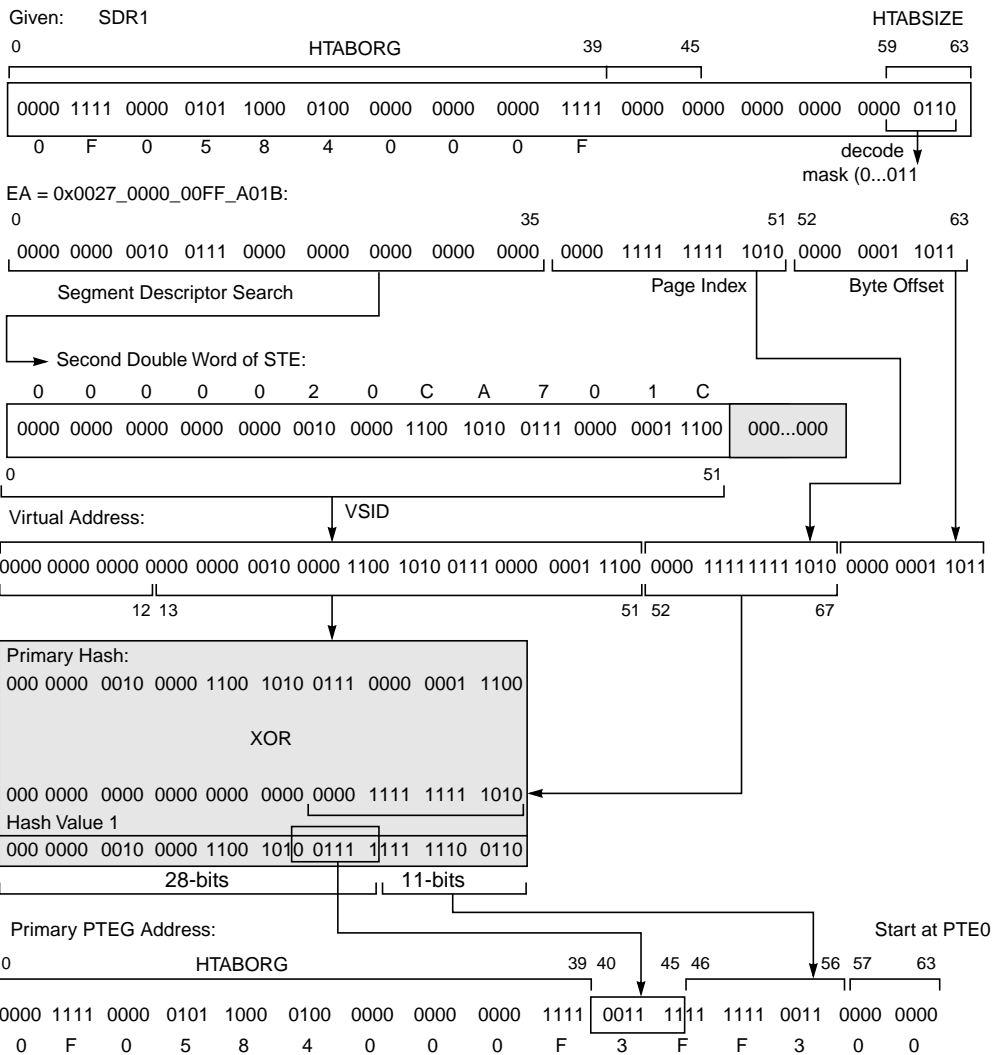 Given: SDR1 HTABSIZE
0 HTABORG 39 45 59 63
0000 1111 0000 0101 1000 0100 0000 0000 0000 1111 0000 0000 0000 0000 0000 0110
0 F 0 5 8 4 0 0 0 F
decode
mask (0...011
EA = 0x0027_0000_00FF_A01B:
0 35 51 52 63
0000 0000 0010 0111 0000 0000 0000 0000 0000 0000 1111 1111 1010 0000 0001 1011
Segment Descriptor Search Page Index Byte Offset
Second Double Word of STE:
0 0 0 0 0 2 0 C A 7 0 1 C
0000 0000 0000 0000 0000 0010 0000 1100 1010 0111 0000 0001 1100 000...000
0 51
VSID
Virtual Address:
0000 0000 0000 0000 0000 0010 0000 1100 1010 0111 0000 0001 1100 0000 1111 1111 1010 0000 0001 1011
12 13 51 52 67
Primary Hash:
000 0000 0010 0000 1100 1010 0111 0000 0001 1100
XOR
000 0000 0000 0000 0000 0000 0000 1111 1111 1010
Hash Value 1
000 0000 0010 0000 1100 1010 0111 1111 1110 0110
28-bits 11-bits
Primary PTEG Address: Start at PTE0
0 HTABORG 39 40 45 46 56 57 63
0000 1111 0000 0101 1000 0100 0000 0000 0000 1111 0011 1111 1111 0011 0000 0000
0 F 0 5 8 4 0 0 0 F 3 F F 3 0 0